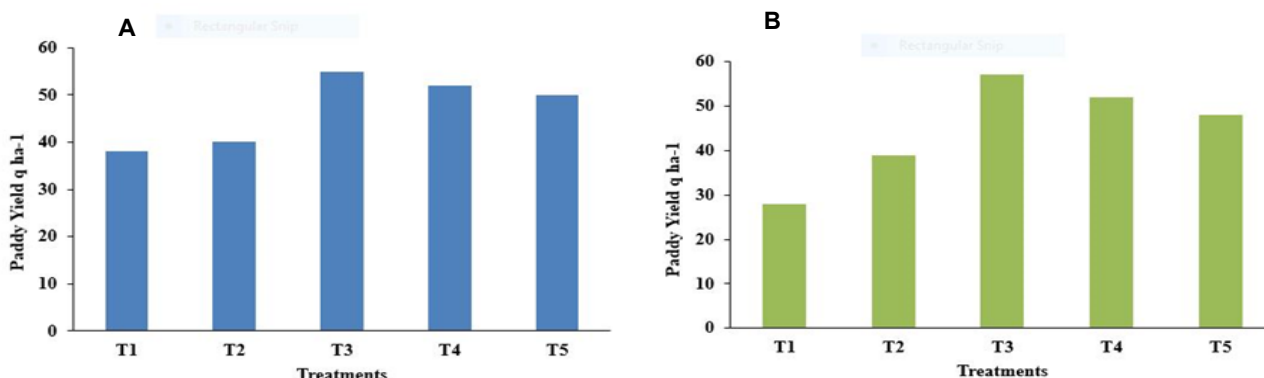 A
Rectangular Snip
60
50
40
30
20
10
0
Paddy Yield q ha-1
T1 T2 T3 T4 T5
Treatments
B
Rectangular Snip
60
50
40
30
20
10
0
Paddy Yield q ha-1
T1 T2 T3 T4 T5
Treatments